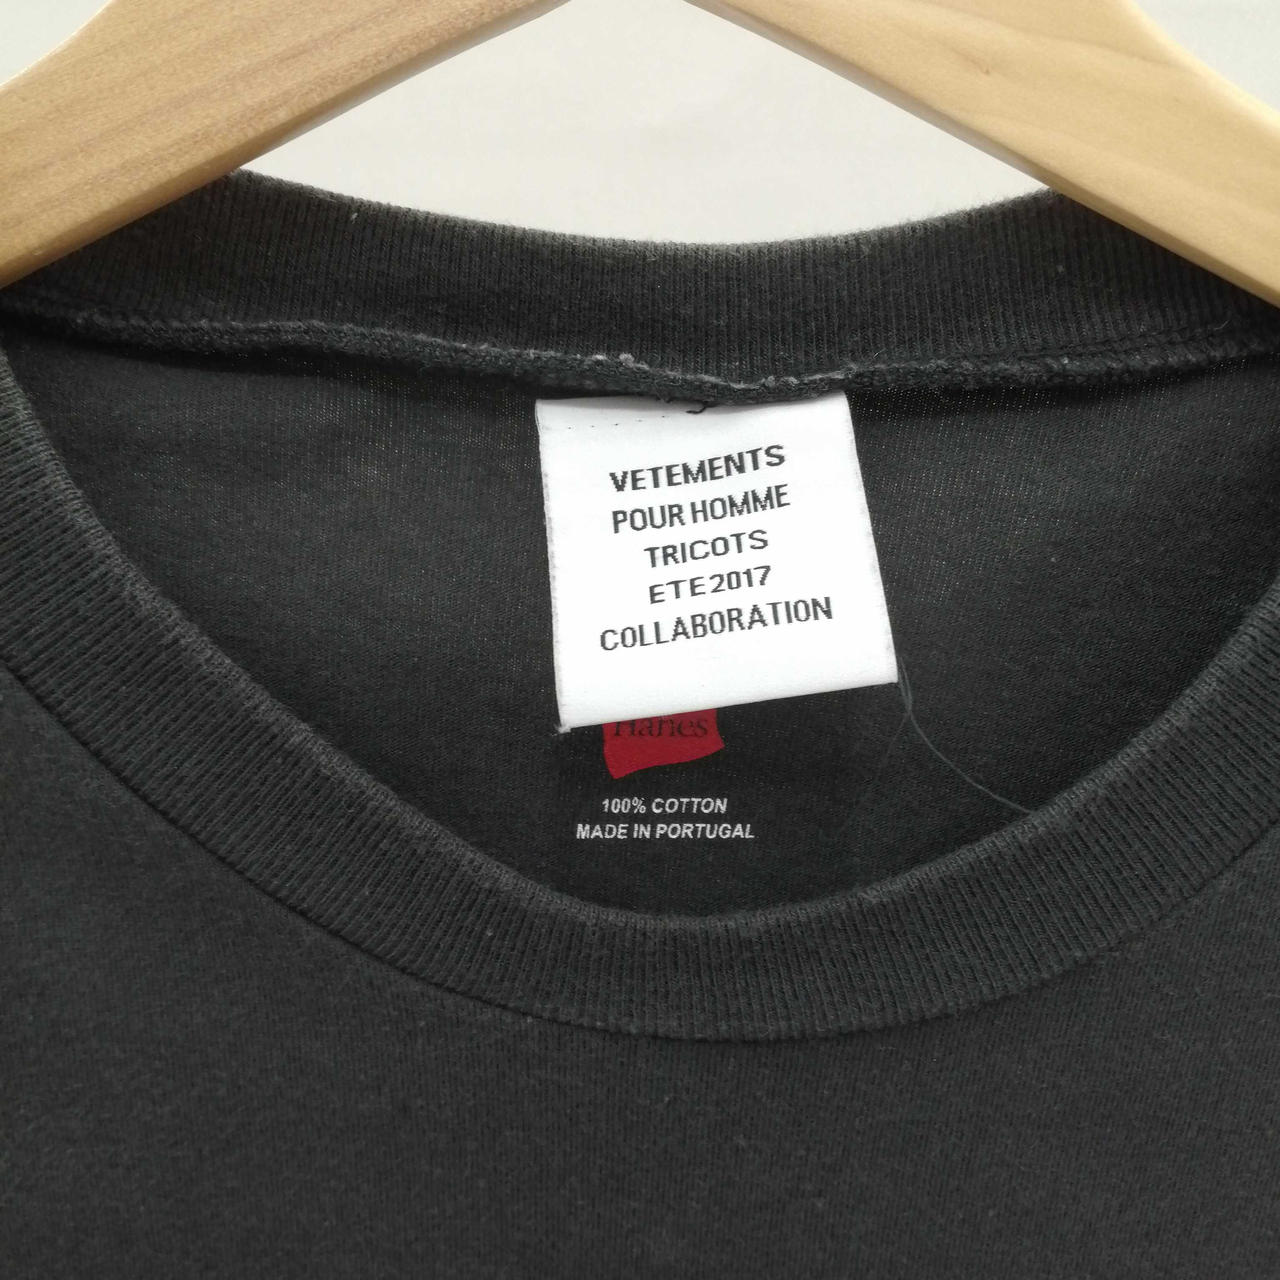 VETEMENTS
POUR HOMME
TRICOTS
ETE 2017
COLLABORATION
Hanes
100% COTTON
MADE IN PORTUGAL